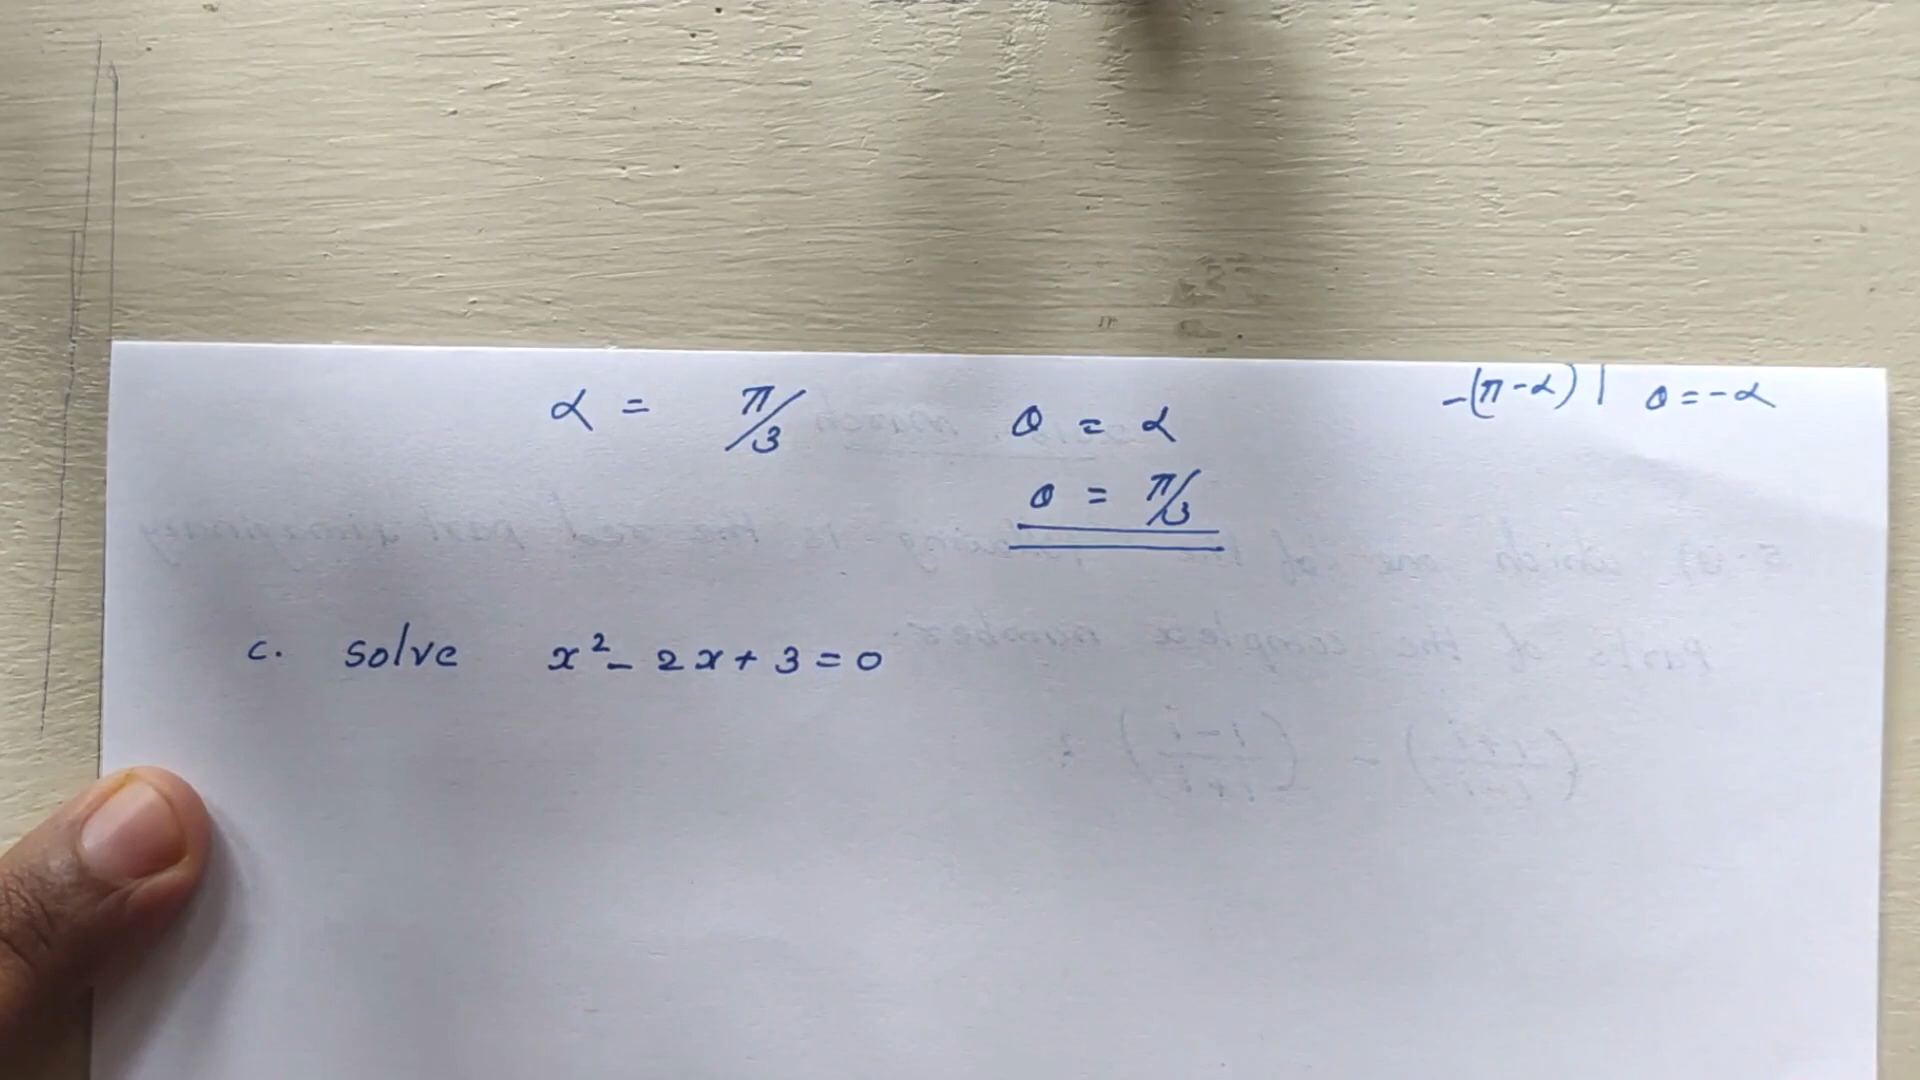 α = π/3 θ = α -(π-α) | θ=-α
θ = π/3
c. solve x²- 2x+ 3 = 0